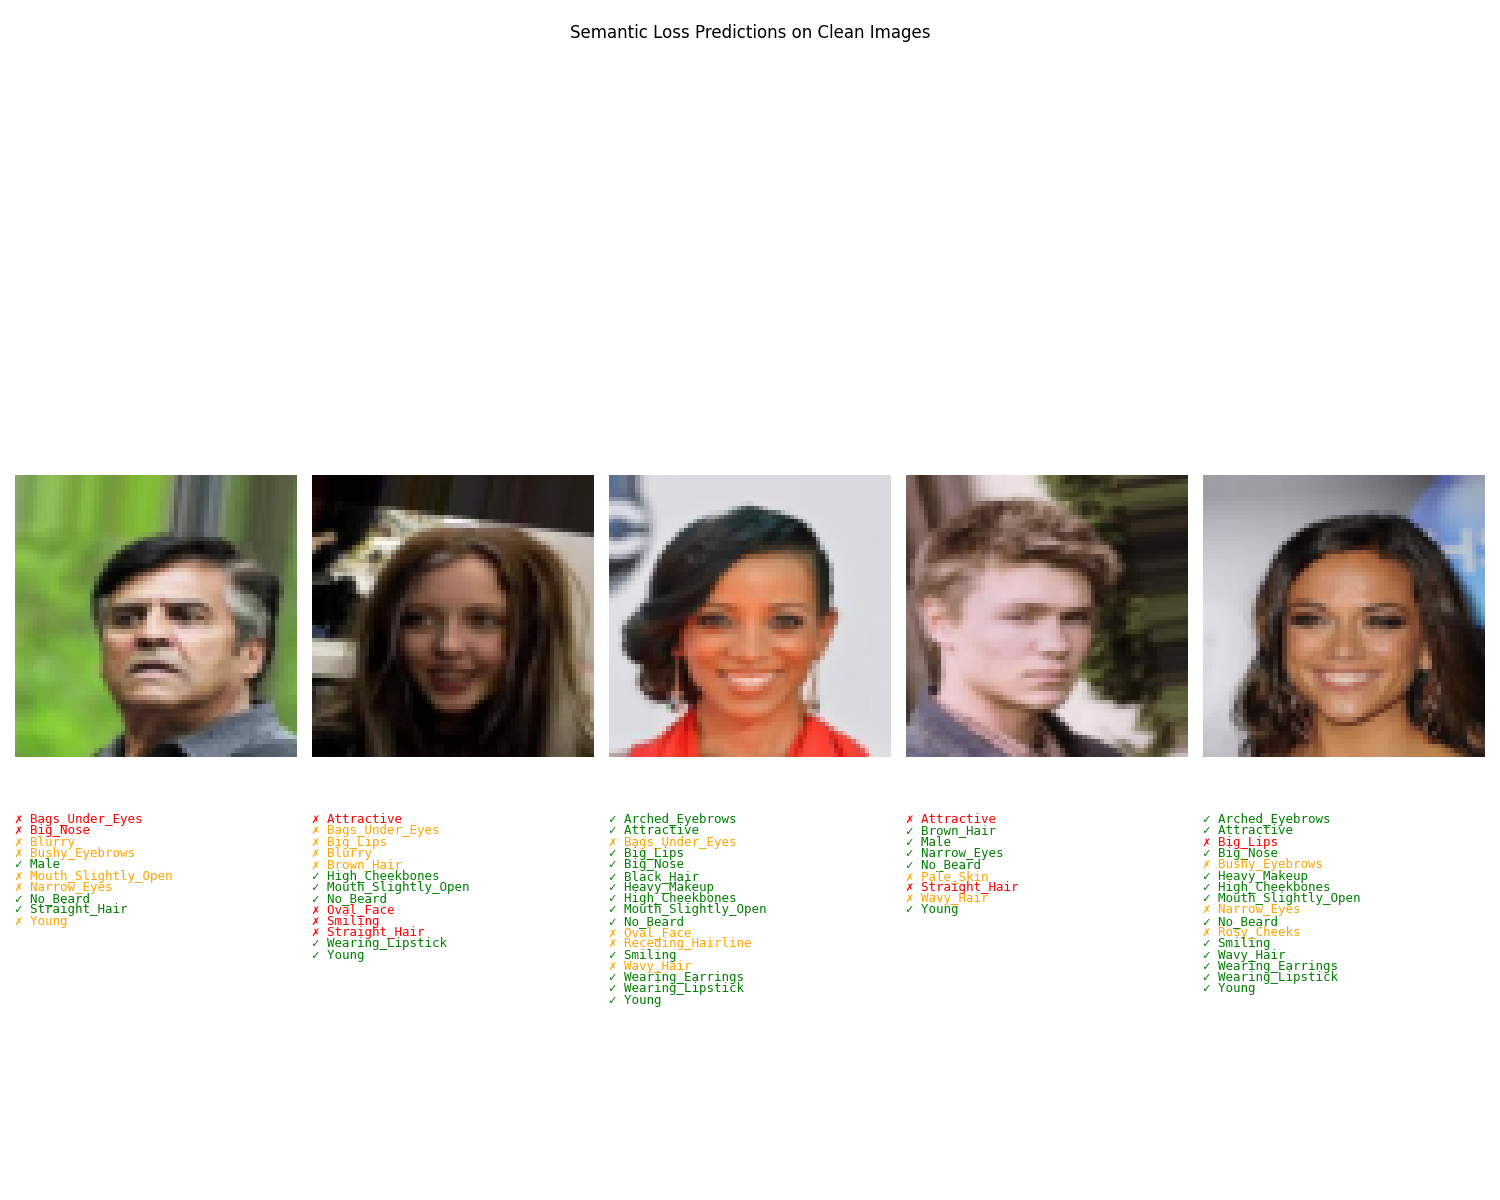 Semantic Loss Predictions on Clean Images
✗ Bags_Under_Eyes
✗ Big_Nose
✗ Blurry
✗ Bushy_Eyebrows
✓ Male
✗ Mouth_Slightly_Open
✗ Narrow_Eyes
✓ No_Beard
✓ Straight_Hair
✗ Young
✗ Attractive
✗ Bags_Under_Eyes
✗ Big_Lips
✗ Blurry
✗ Brown_Hair
✓ High_Cheekbones
✓ Mouth_Slightly_Open
✓ No_Beard
✗ Oval_Face
✗ Smiling
✗ Straight_Hair
✓ Wearing_Lipstick
✓ Young
✓ Arched_Eyebrows
✓ Attractive
✗ Bags_Under_Eyes
✓ Big_Lips
✓ Big_Nose
✓ Black_Hair
✓ Heavy_Makeup
✓ High_Cheekbones
✓ Mouth_Slightly_Open
✓ No_Beard
✗ Oval_Face
✗ Receding_Hairline
✓ Smiling
✗ Wavy_Hair
✓ Wearing_Earrings
✓ Wearing_Lipstick
✓ Young
✗ Attractive
✓ Brown_Hair
✓ Male
✓ Narrow_Eyes
✓ No_Beard
✗ Pale_Skin
✗ Straight_Hair
✗ Wavy_Hair
✓ Young
✓ Arched_Eyebrows
✓ Attractive
✗ Big_Lips
✓ Big_Nose
✗ Bushy_Eyebrows
✓ Heavy_Makeup
✓ High_Cheekbones
✓ Mouth_Slightly_Open
✗ Narrow_Eyes
✓ No_Beard
✗ Rosy_Cheeks
✓ Smiling
✓ Wavy_Hair
✓ Wearing_Earrings
✓ Wearing_Lipstick
✓ Young